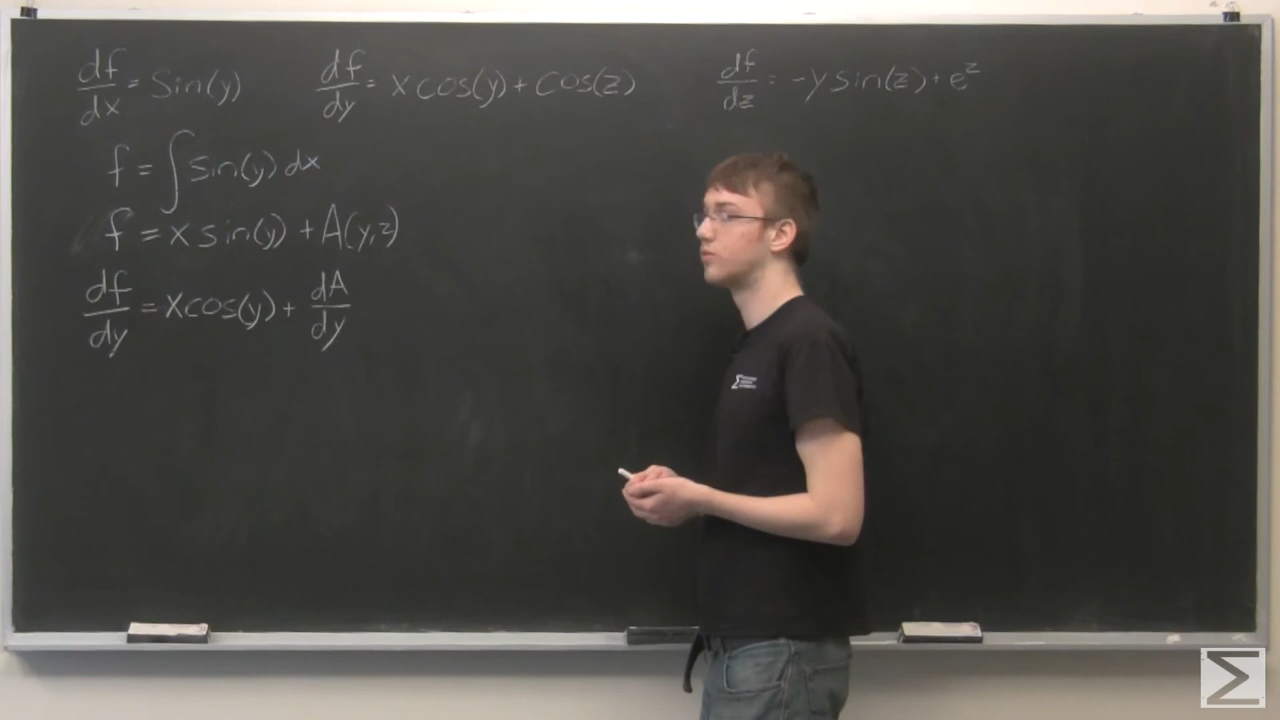 df/dx = Sin(y) df/dy = x cos(y) + cos(z) df/dz = -y sin(z) + e^z
f = ∫ sin(y) dx
f = x sin(y) + A(y,z)
df/dy = x cos(y) + dA/dy
Σ
Σ